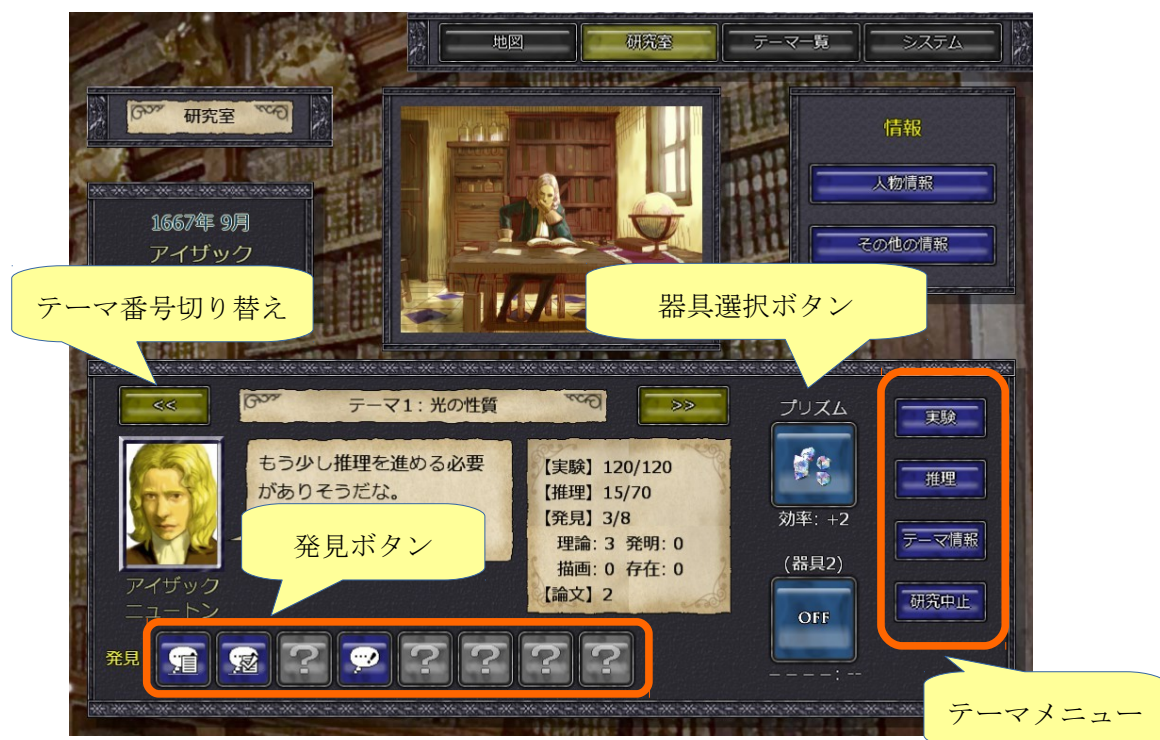 地図
研究室
テーマ一覧
システム
研究室
情報
人物情報
その他の情報
1667年 9月
アイザック
テーマ番号切り替え
器具選択ボタン
<<
テーマ1：光の性質
>>
もう少し推理を進める必要
がありそうだな。
【実験】 120/120
【推理】 15/70
【発見】 3/8
理論: 3 発明: 0
描画: 0 存在: 0
【論文】 2
プリズム
効率: +2
(器具2)
OFF
- - - -: --
実験
推理
テーマ情報
研究中止
発見ボタン
アイザック
ニュートン
発見
? ? ? ? ?
テーマメニュー